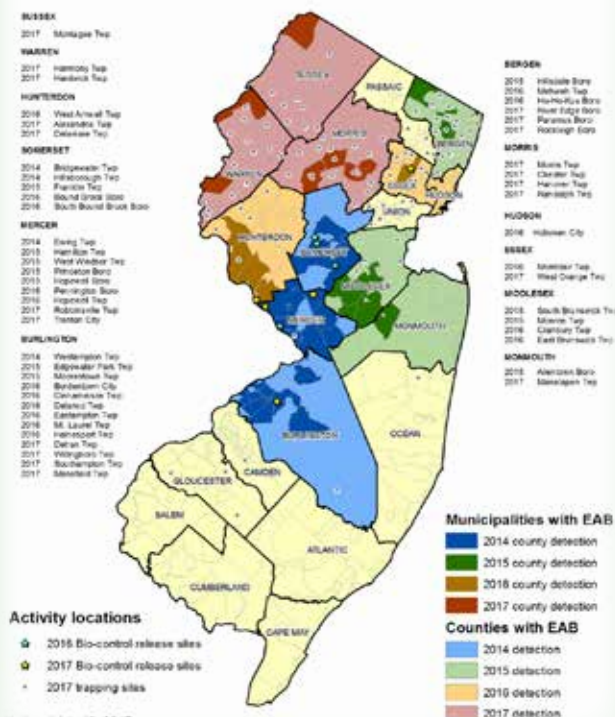 SUSSEX
2017 Montague Twp
WARREN
2017 Harmony Twp
2017 Hardwick Twp
HUNTERDON
2016 West Amwell Twp
2017 Alexandria Twp
2017 Delaware Twp
SOMERSET
2014 Bridgewater Twp
2014 Hillsborough Twp
2015 Franklin Twp
2016 Bound Brook Boro
2016 South Bound Brook Boro
MERCER
2014 Ewing Twp
2015 Hamilton Twp
2015 West Windsor Twp
2015 Princeton Boro
Hopewell Boro
2016 Pennington Boro
Hopewell Twp
2017 Robbinsville Twp
2017 Trenton City
BURLINGTON
2014 Westampton Twp
2015 Edgewater Park Twp
2015 Moorestown Twp
2016 Bordentown City
2016 Cinnaminson Twp
2016 Delanco Twp
2016 Eastampton Twp
2016 Mt. Laurel Twp
2016 Hainesport Twp
2017 Delran Twp
2017 Willingboro Twp
2017 Southampton Twp
2017 Mansfield Twp
BERGEN
2015 Hillsdale Boro
2016 Mahwah Twp
2016 Ho-Ho-Kus Boro
2017 River Edge Boro
2017 Paramus Boro
2017 Rockleigh Boro
MORRIS
2017 Morris Twp
2017 Chester Twp
2017 Hanover Twp
2017 Randolph Twp
HUDSON
2016 Hoboken City
ESSEX
2016 Montclair Twp
2017 West Orange Twp
MIDDLESEX
2015 South Brunswick
2015 Monroe Twp
2016 Cranbury Twp
2016 East Brunswick
MONMOUTH
2015 Allentown Boro
2017 Manalapan Twp
SUSSEX
PASSAIC
BERGEN
MORRIS
WARREN
ESSEX
HUDSON
UNION
HUNTERDON
SOMERSET
MIDDLESEX
MERCER
MONMOUTH
OCEAN
BURLINGTON
CAMDEN
GLOUCESTER
SALEM
ATLANTIC
CUMBERLAND
CAPE MAY
Municipalities with EAB
2014 county detection
2015 county detection
2016 county detection
2017 county detection
Counties with EAB
2014 detection
2015 detection
2016 detection
2017 detection
Activity locations
2016 Bio-control release sites
2017 Bio-control release sites
2017 trapping sites